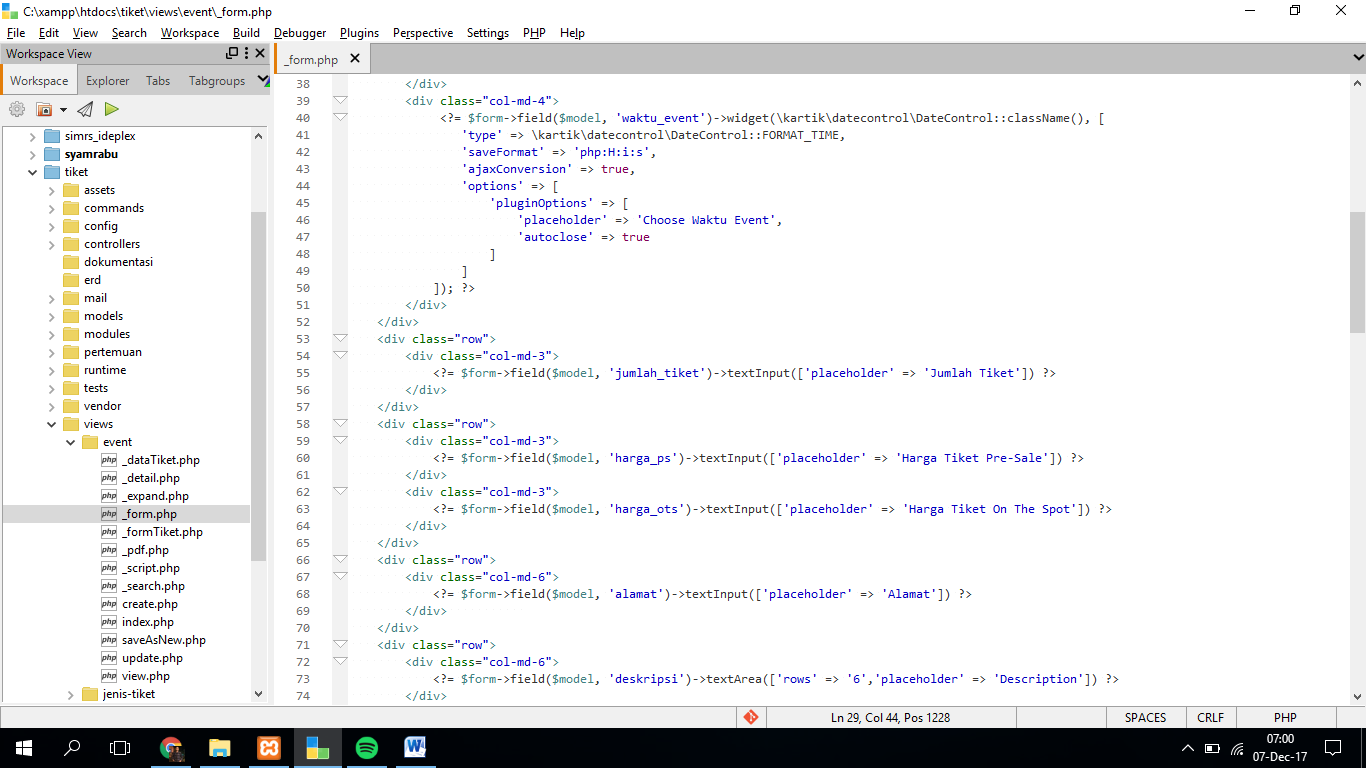 C:\xampp\htdocs\tiket\views\event\_form.php
File Edit View Search Workspace Build Debugger Plugins Perspective Settings PHP Help
Workspace View
Workspace Explorer Tabs Tabgroups
simrs_ideplex
syamrabu
tiket
assets
commands
config
controllers
dokumentasi
erd
mail
models
modules
pertemuan
runtime
tests
vendor
views
event
php _dataTiket.php
php _detail.php
php _expand.php
php _form.php
php _formTiket.php
php _pdf.php
php _script.php
php _search.php
php create.php
php index.php
php saveAsNew.php
php update.php
php view.php
jenis-tiket
_form.php
38 </div>
39 <div class="col-md-4">
40 <?= $form->field($model, 'waktu_event')->widget(\kartik\datecontrol\DateControl::className(), [
41 'type' => \kartik\datecontrol\DateControl::FORMAT_TIME,
42 'saveFormat' => 'php:H:i:s',
43 'ajaxConversion' => true,
44 'options' => [
45 'pluginOptions' => [
46 'placeholder' => 'Choose Waktu Event',
47 'autoclose' => true
48 ]
49 ]
50 ]); ?>
51 </div>
52 </div>
53 <div class="row">
54 <div class="col-md-3">
55 <?= $form->field($model, 'jumlah_tiket')->textInput(['placeholder' => 'Jumlah Tiket']) ?>
56 </div>
57 </div>
58 <div class="row">
59 <div class="col-md-3">
60 <?= $form->field($model, 'harga_ps')->textInput(['placeholder' => 'Harga Tiket Pre-Sale']) ?>
61 </div>
62 <div class="col-md-3">
63 <?= $form->field($model, 'harga_ots')->textInput(['placeholder' => 'Harga Tiket On The Spot']) ?>
64 </div>
65 </div>
66 <div class="row">
67 <div class="col-md-6">
68 <?= $form->field($model, 'alamat')->textInput(['placeholder' => 'Alamat']) ?>
69 </div>
70 </div>
71 <div class="row">
72 <div class="col-md-6">
73 <?= $form->field($model, 'deskripsi')->textArea(['rows' => '6','placeholder' => 'Description']) ?>
74 </div>
Ln 29, Col 44, Pos 1228 SPACES CRLF PHP
07:00
07-Dec-17